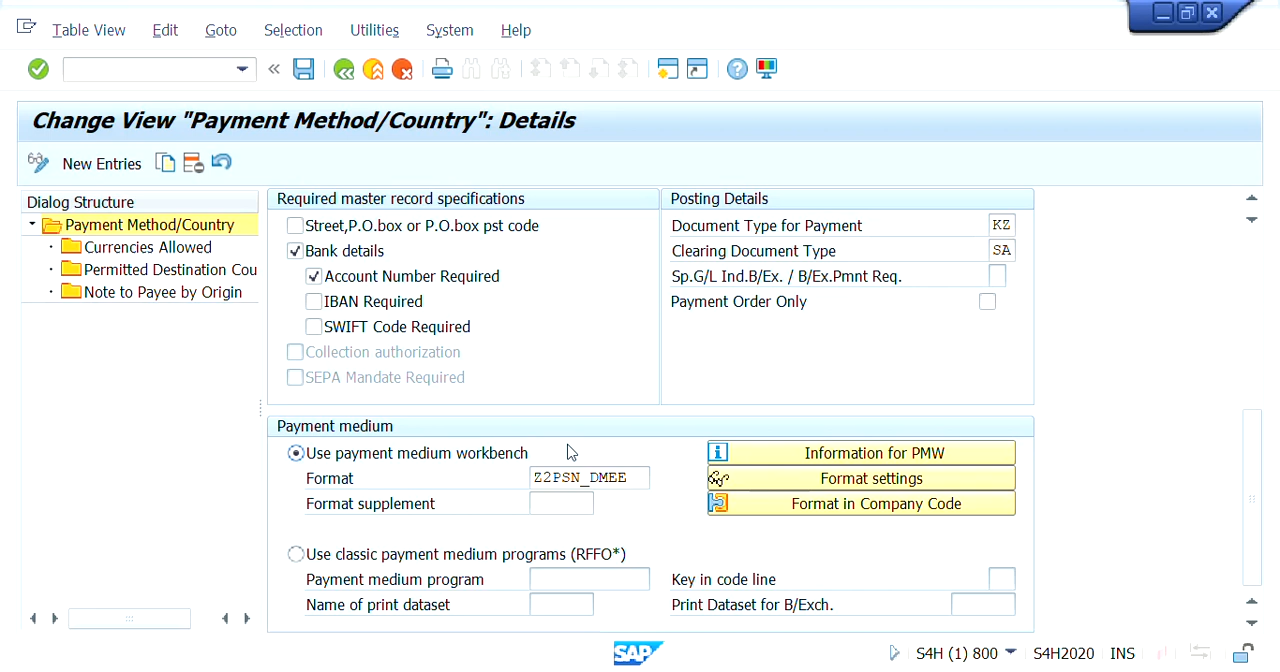 Table View Edit Goto Selection Utilities System Help
Change View "Payment Method/Country": Details
New Entries
Dialog Structure
Payment Method/Country
Currencies Allowed
Permitted Destination Cou
Note to Payee by Origin
Required master record specifications
Street,P.O.box or P.O.box pst code
Bank details
Account Number Required
IBAN Required
SWIFT Code Required
Collection authorization
SEPA Mandate Required
Posting Details
Document Type for Payment KZ
Clearing Document Type SA
Sp.G/L Ind.B/Ex. / B/Ex.Pmnt Req.
Payment Order Only
Payment medium
Use payment medium workbench
Format Z2PSN_DMEE
Format supplement
Information for PMW
Format settings
Format in Company Code
Use classic payment medium programs (RFFO*)
Payment medium program
Key in code line
Name of print dataset
Print Dataset for B/Exch.
SAP
S4H (1) 800 S4H2020 INS